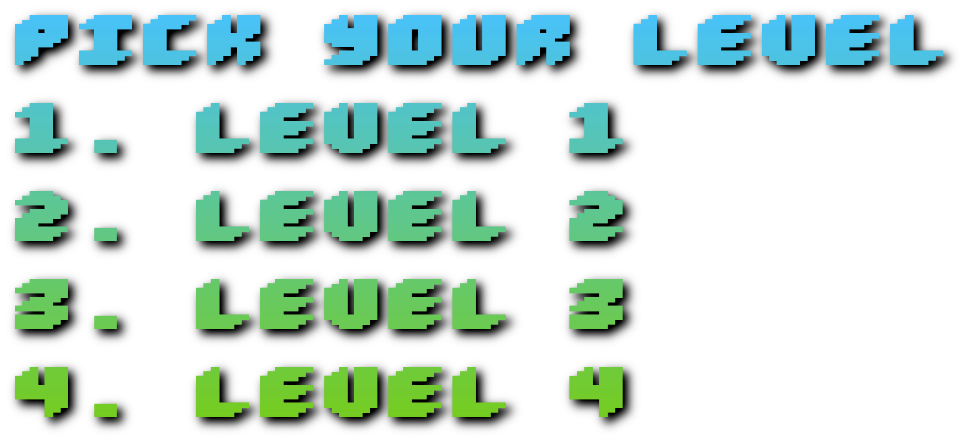 PICK YOUR LEVEL
1. LEVEL 1
2. LEVEL 2
3. LEVEL 3
4. LEVEL 4